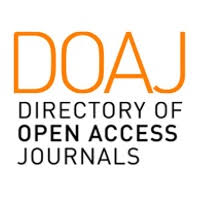 DOAJ
DIRECTORY OF
OPEN ACCESS
JOURNALS